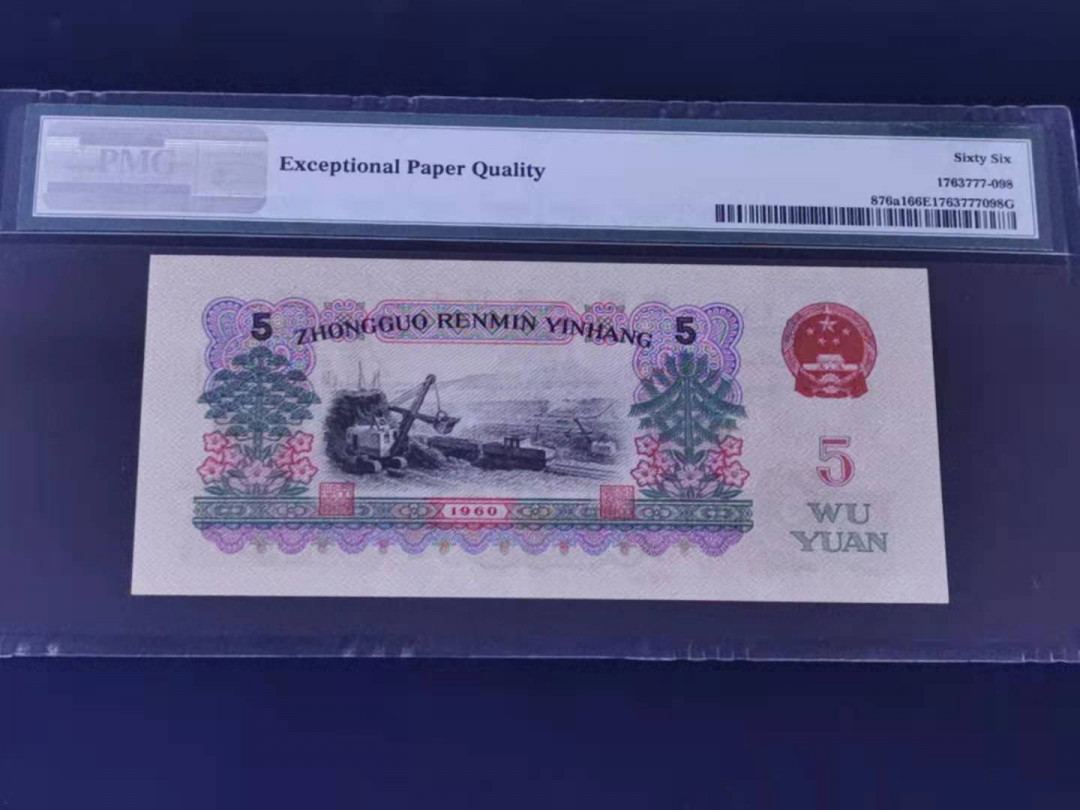 PMG
Exceptional Paper Quality
Sixty Six
1763777-098
876a166E1763777098G
5 ZHONGGUO RENMIN YINHANG 5
5
1960
WU
YUAN